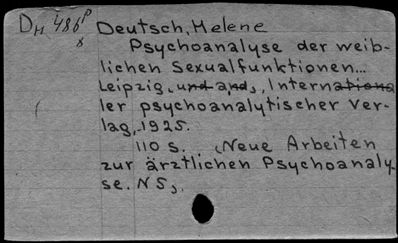 DH 486P Deutsch, Helene
8
Psychoanalyse der weib-
lichen Sexualfunktionen...
Leipzig, und and, Internationa
ler psychoanalytischer Ver-
lag, 1925.
110 S. (Neue Arbeiten
zur ärztlichen Psychoanaly-
se. N5).